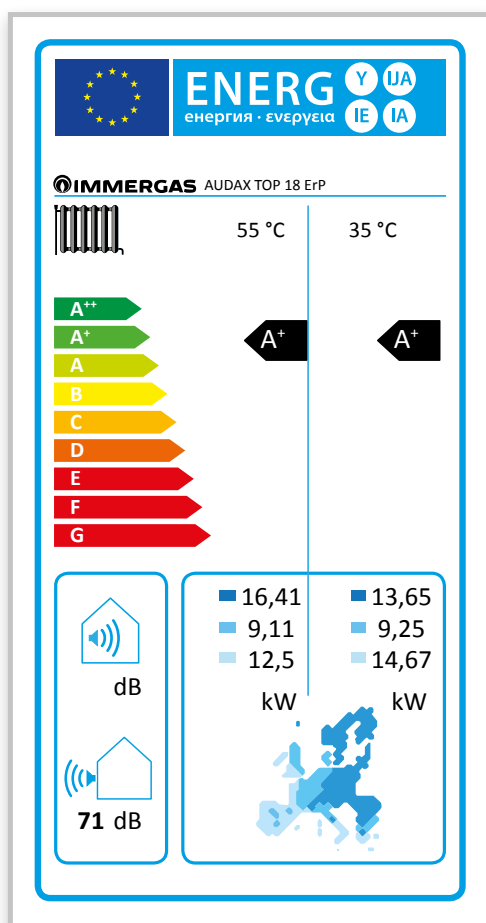 ENERG Y IJA
енергия · ενεργεια IE IA
IMMERGAS AUDAX TOP 18 ErP
55 °C 35 °C
A++
A+ A+ A+
A
B
C
D
E
F
G
16,41 13,65
9,11 9,25
12,5 14,67
dB kW kW
71 dB